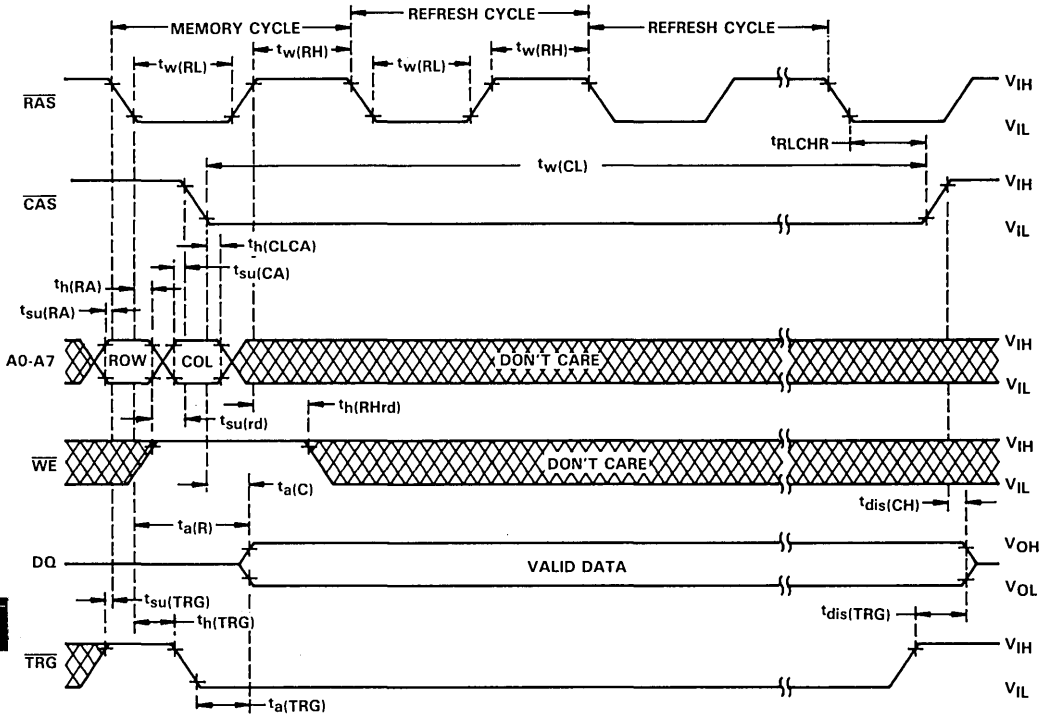 MEMORY CYCLE
REFRESH CYCLE
REFRESH CYCLE
tw(RL)
tw(RH)
tw(RL)
tw(RH)
RAS
VIH
VIL
tRLCHR
tw(CL)
CAS
VIH
VIL
th(CLCA)
tsu(CA)
th(RA)
tsu(RA)
A0-A7
ROW
COL
DON'T CARE
VIH
VIL
th(RHrd)
tsu(rd)
WE
DON'T CARE
VIH
VIL
ta(C)
tdis(CH)
ta(R)
DQ
VALID DATA
VOH
VOL
tsu(TRG)
th(TRG)
tdis(TRG)
TRG
VIH
VIL
ta(TRG)